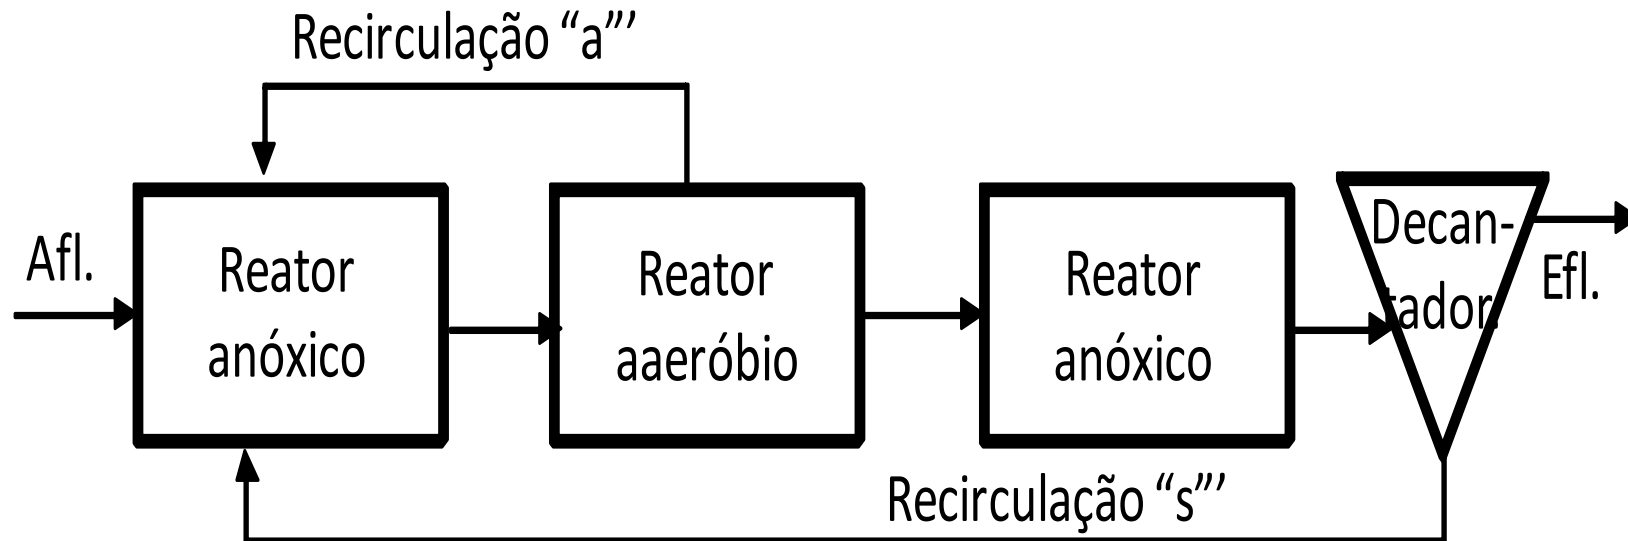 Recirculação “a”’
Afl.
Reator
anóxico
Reator
aaeróbio
Reator
anóxico
Decan-
tador.
Efl.
Recirculação “s”’